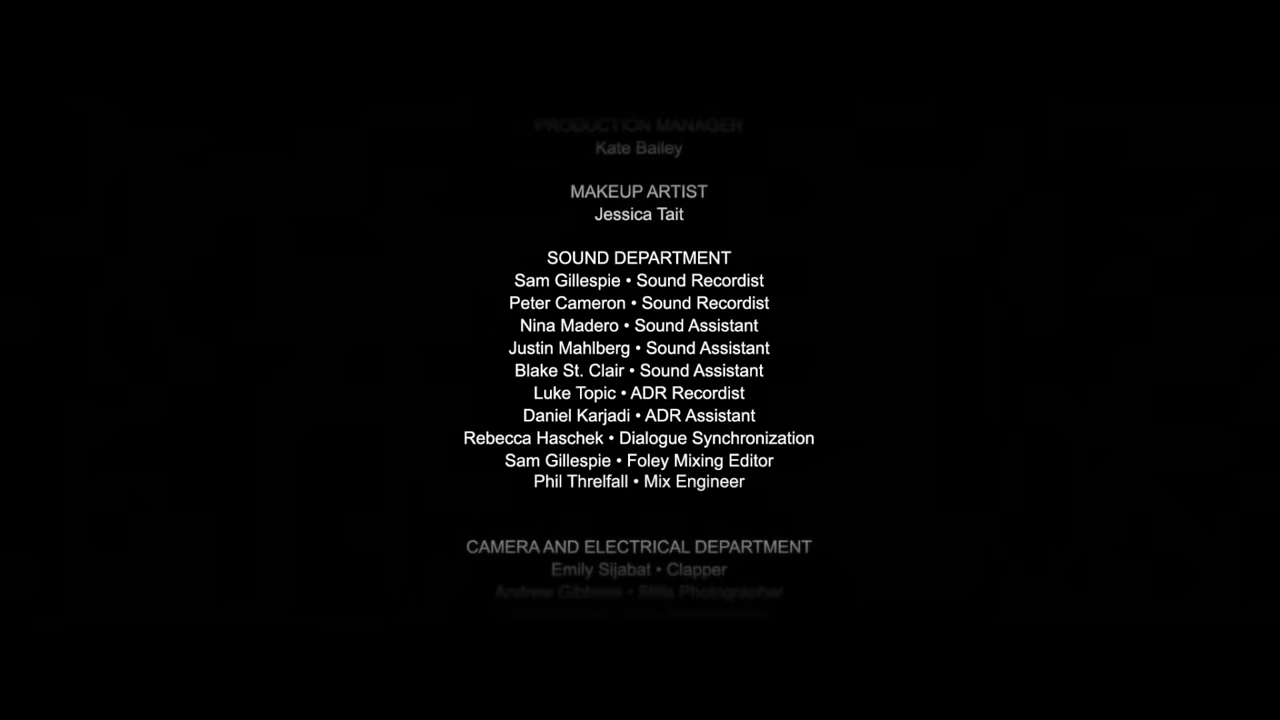 PRODUCTION MANAGER
Kate Bailey
MAKEUP ARTIST
Jessica Tait
SOUND DEPARTMENT
Sam Gillespie • Sound Recordist
Peter Cameron • Sound Recordist
Nina Madero • Sound Assistant
Justin Mahlberg • Sound Assistant
Blake St. Clair • Sound Assistant
Luke Topic • ADR Recordist
Daniel Karjadi • ADR Assistant
Rebecca Haschek • Dialogue Synchronization
Sam Gillespie • Foley Mixing Editor
Phil Threlfall • Mix Engineer
CAMERA AND ELECTRICAL DEPARTMENT
Emily Sijabat • Clapper
Andrew • Stills Photographer